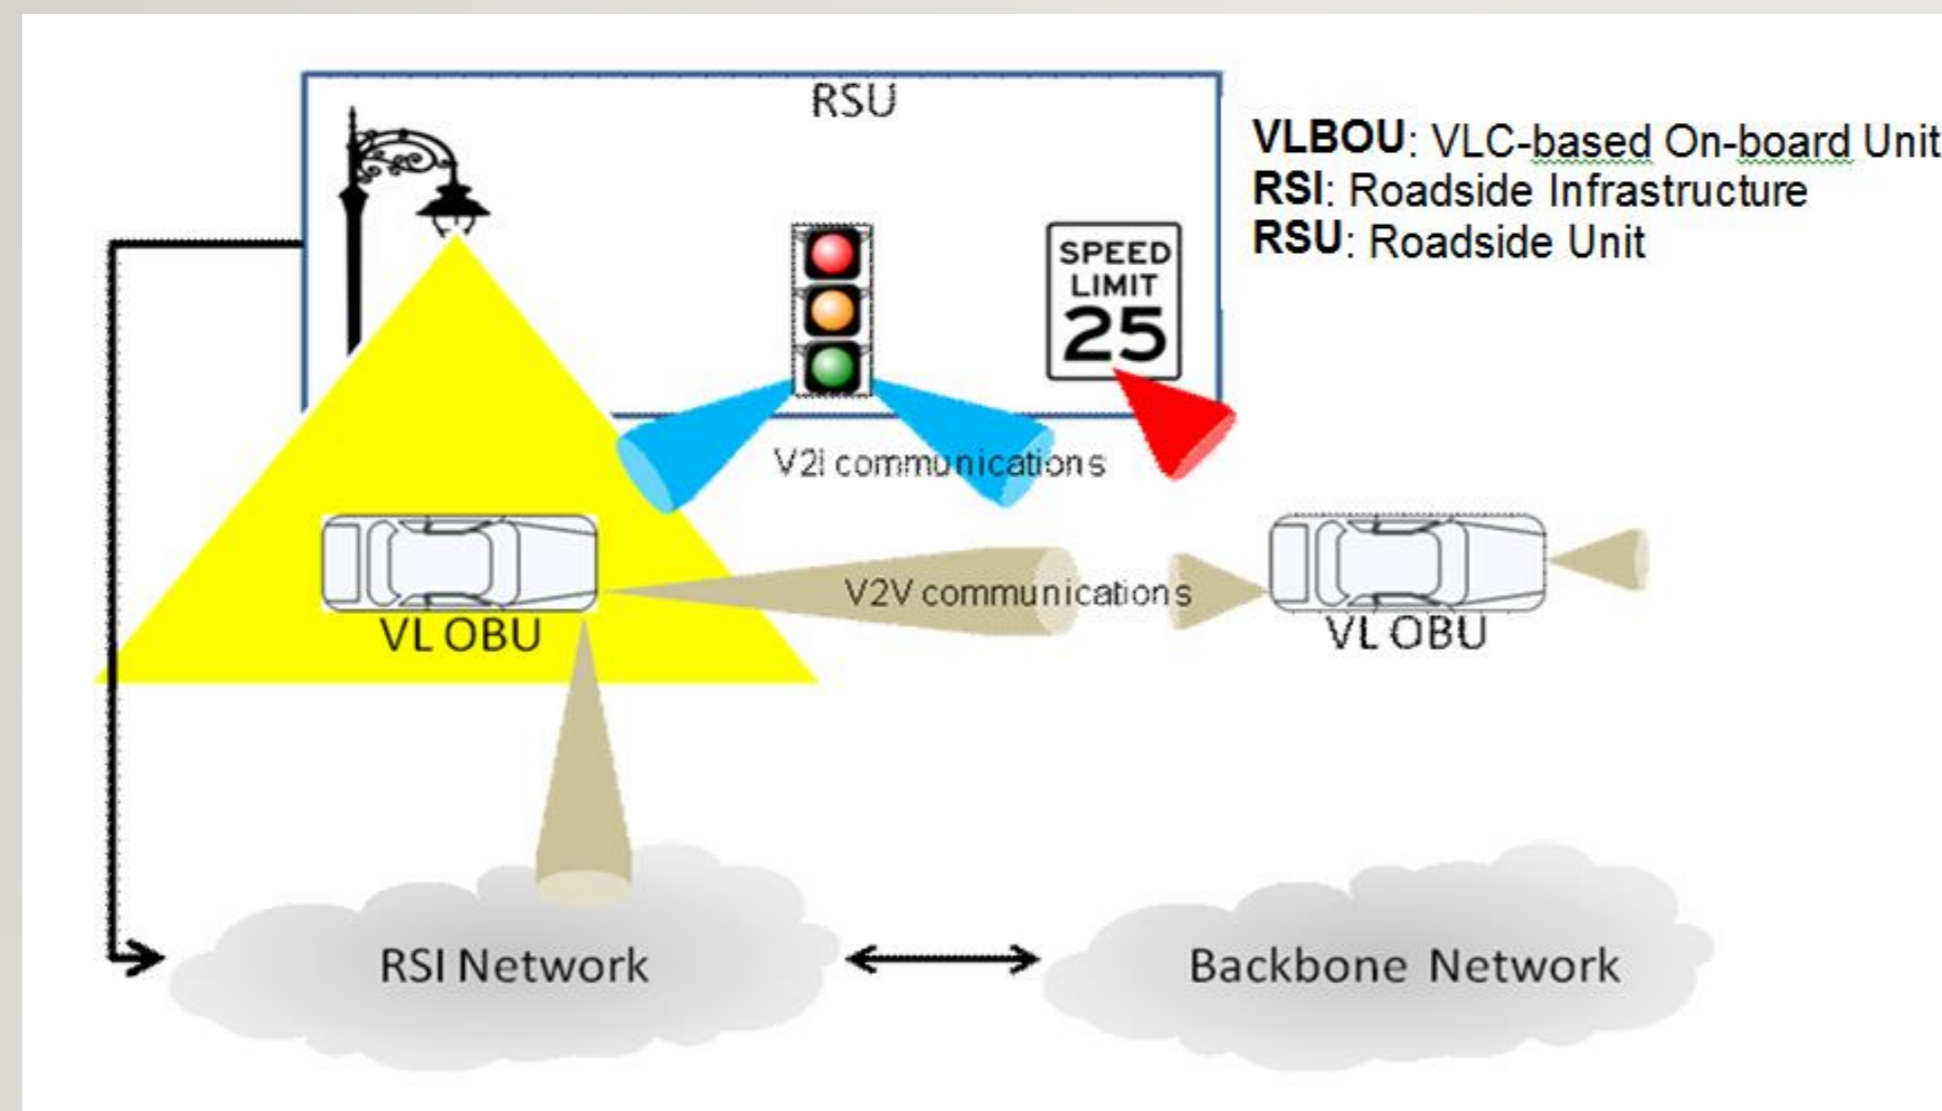 RSU
VLBOU: VLC-based On-board Unit
RSI: Roadside Infrastructure
RSU: Roadside Unit
SPEED
LIMIT
25
V2I communications
V2V communications
VL OBU
VL OBU
RSI Network
Backbone Network